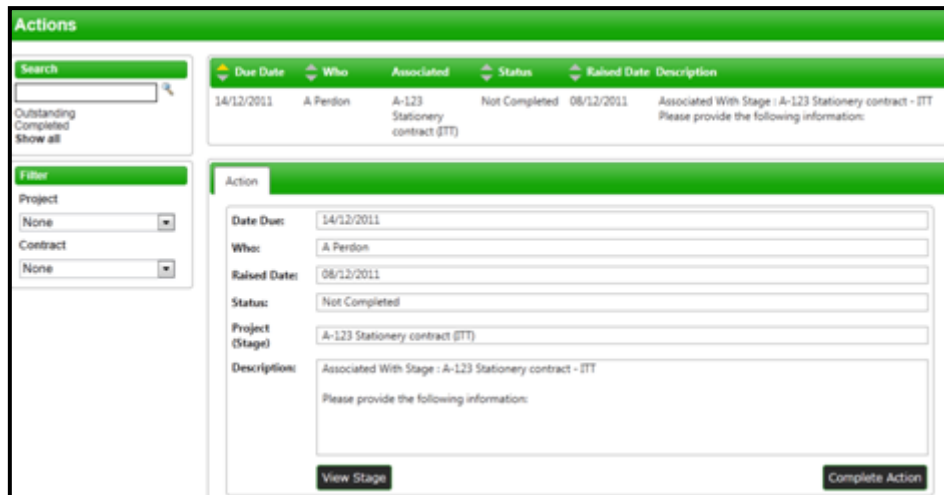 Actions
Search
Outstanding
Completed
Show all
Filter
Project
None
Contract
None
Due Date Who Associated Status Raised Date Description
14/12/2011 A Perdon A-123 Not Completed 08/12/2011 Associated With Stage : A-123 Stationery contract - ITT
Stationery Please provide the following information:
contract (ITT)
Action
Date Due: 14/12/2011
Who: A Perdon
Raised Date: 08/12/2011
Status: Not Completed
Project
(Stage) A-123 Stationery contract (ITT)
Description: Associated With Stage : A-123 Stationery contract - ITT
Please provide the following information:
View Stage Complete Action